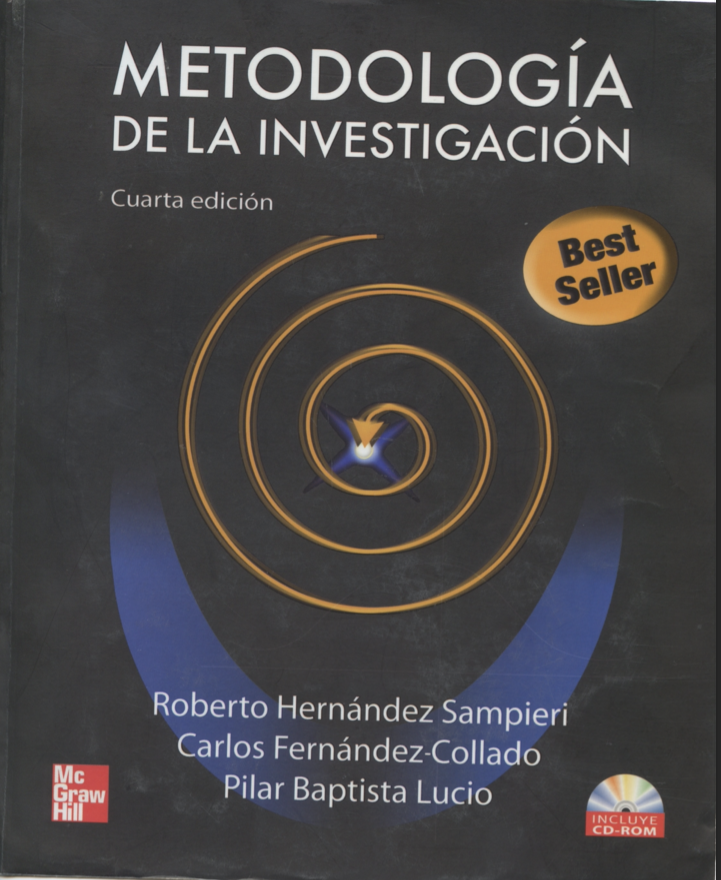 METODOLOGÍA
DE LA INVESTIGACIÓN
Cuarta edición
Best
Seller
Roberto Hernández Sampieri
Carlos Fernández-Collado
Pilar Baptista Lucio
Mc
Graw
Hill
INCLUYE
CD-ROM